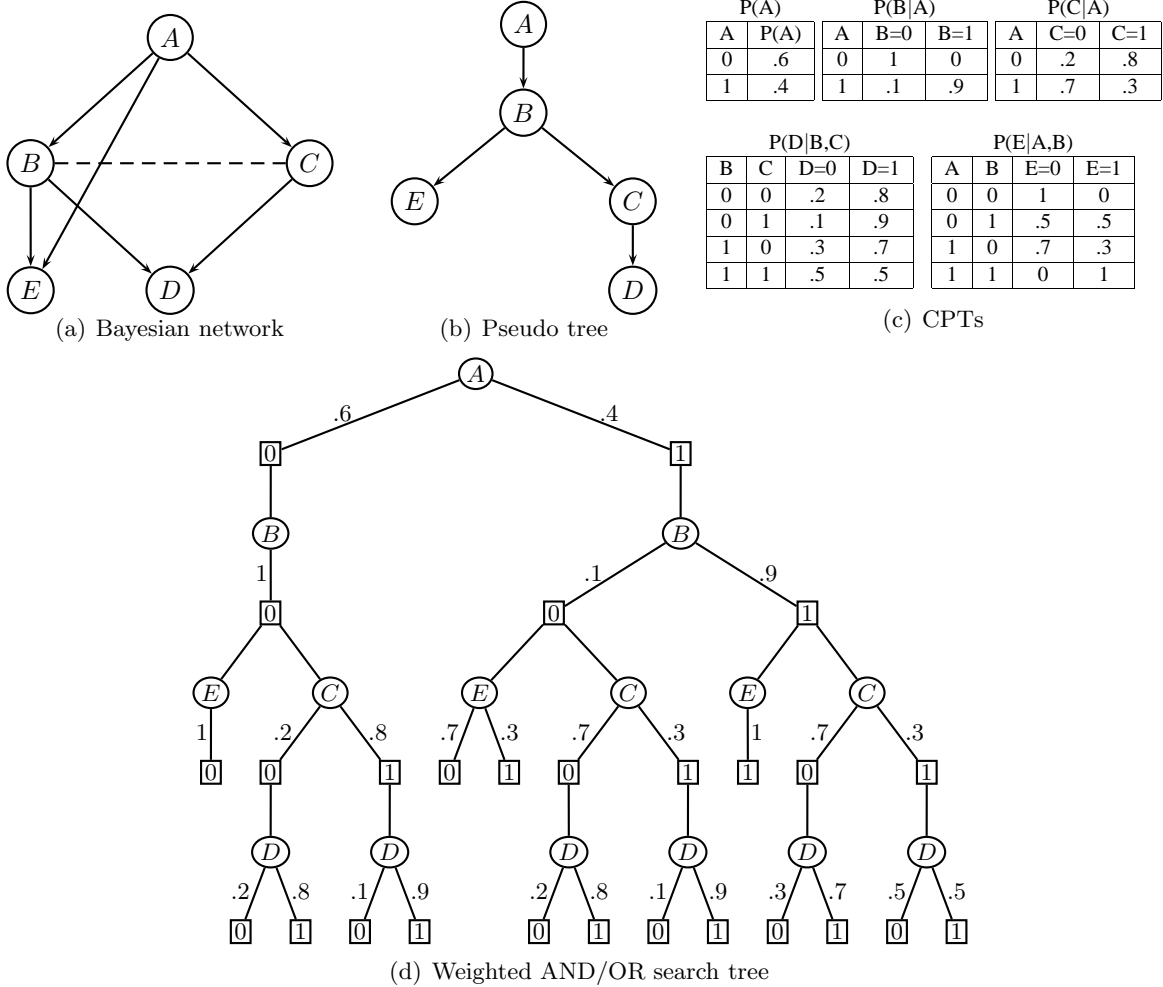 A
B
C
E
D
(a) Bayesian network
A
B
E
C
D
(b) Pseudo tree
P(A)
A P(A)
0 .6
1 .4
P(B|A)
A B=0 B=1
0 1 0
1 .1 .9
P(C|A)
A C=0 C=1
0 .2 .8
1 .7 .3
P(D|B,C)
B C D=0 D=1
0 0 .2 .8
0 1 .1 .9
1 0 .3 .7
1 1 .5 .5
P(E|A,B)
A B E=0 E=1
0 0 1 0
0 1 .5 .5
1 0 .7 .3
1 1 0 1
(c) CPTs
A
.6 .4
0 1
B B
1 .1 .9
0 0 1
E C E C E C
1 .2 .8 .7 .3 .7 .3 1 .7 .3
0 0 1 0 1 0 1 1 0 1
D D D D D D
.2 .8 .1 .9 .2 .8 .1 .9 .3 .7 .5 .5
0 1 0 1 0 1 0 1 0 1 0 1
(d) Weighted AND/OR search tree